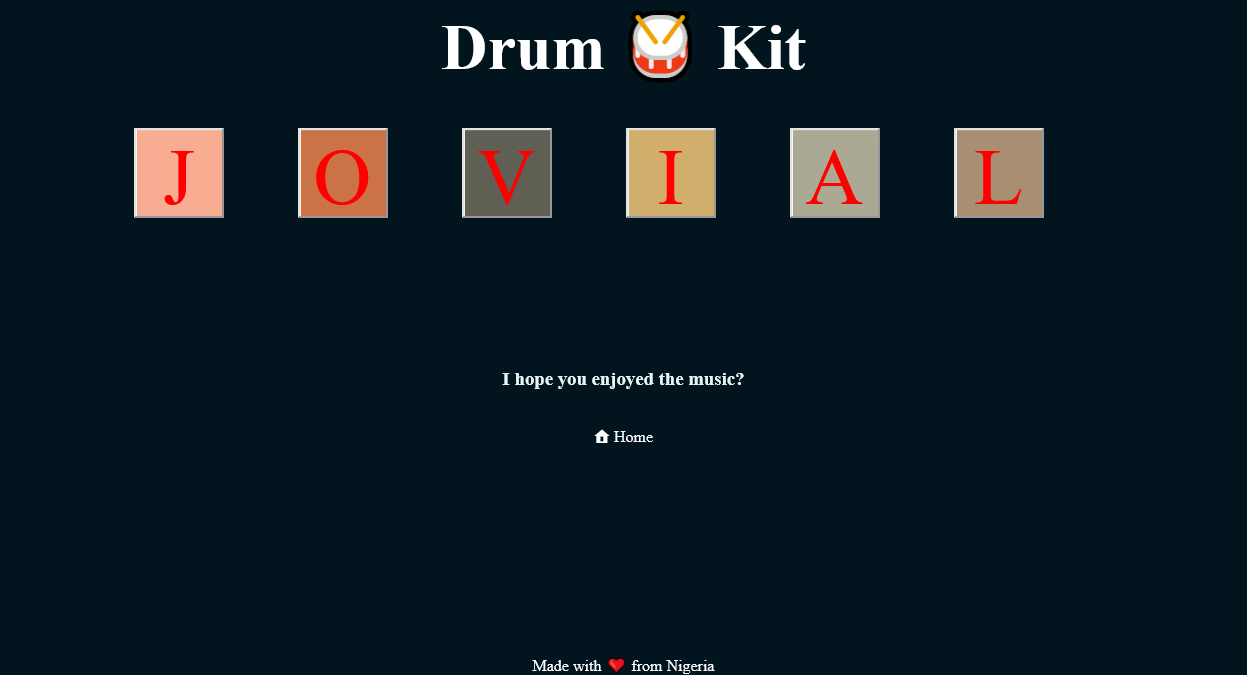 Drum 🥁 Kit
J O V I A L
I hope you enjoyed the music?
Home
Made with ❤ from Nigeria